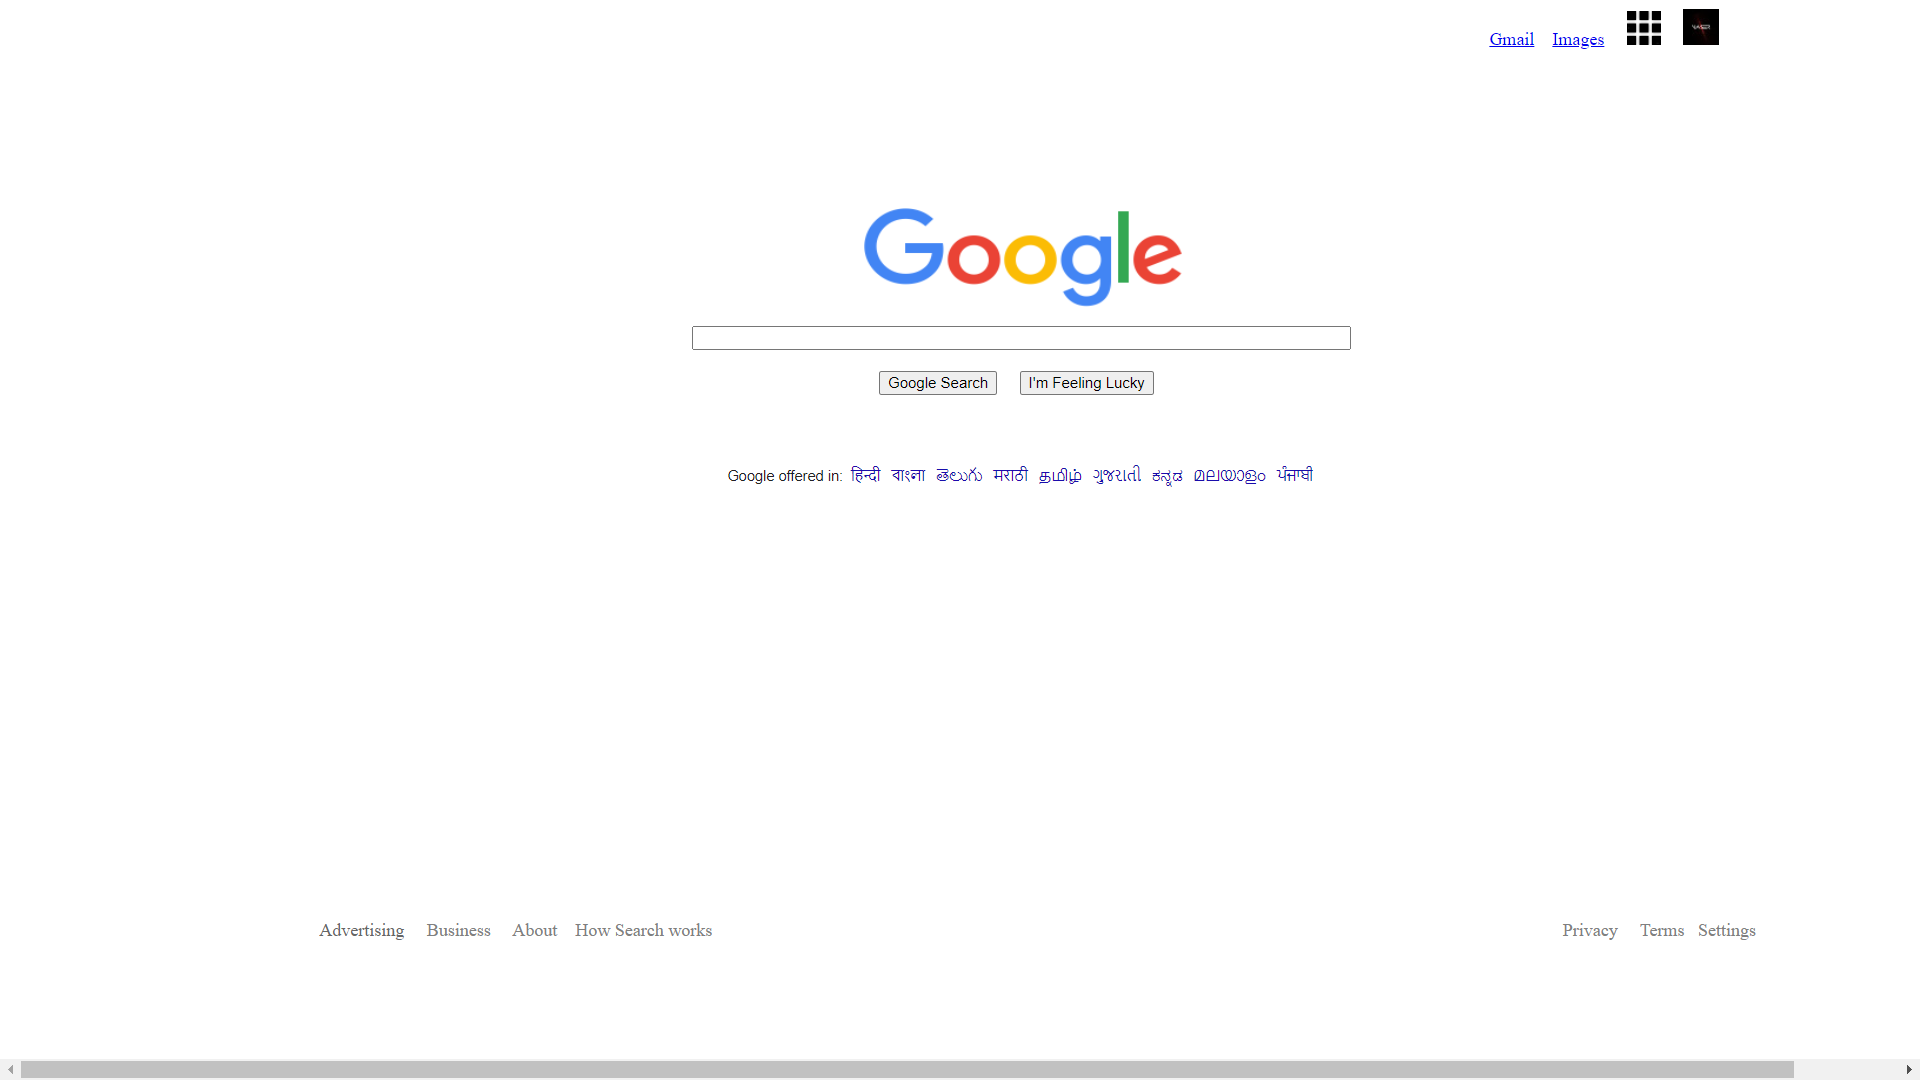 Gmail Images
Google
Google Search I'm Feeling Lucky
Google offered in: हिन्दी বাংলা తెలుగు मराठी தமிழ் ગુજરાતી ಕನ್ನಡ മലയാളം ਪੰਜਾਬੀ
Advertising Business About How Search works Privacy Terms Settings